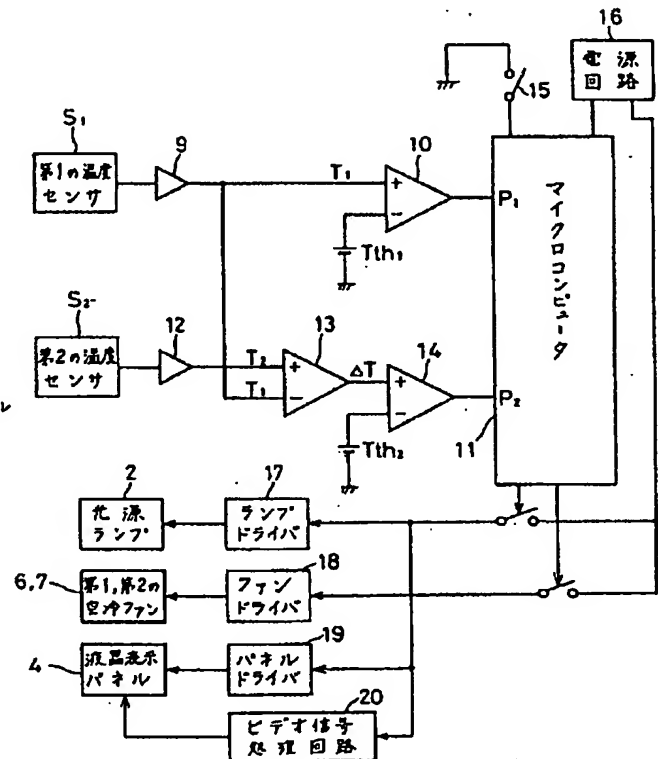 16
電源
回路
15
S₁
第1の温度
センサ
9
T₁
10
+
−
Tth₁
P₁
マイクロコンピュータ
S₂
第2の温度
センサ
12
T₂
T₁
13
+
−
ΔT
14
+
−
Tth₂
P₂
11
2
光源
ランプ
17
ランプ
ドライバ
6,7
第1,第2の
空冷ファン
18
ファン
ドライバ
4
液晶表示
パネル
19
パネル
ドライバ
20
ビデオ信号
処理回路